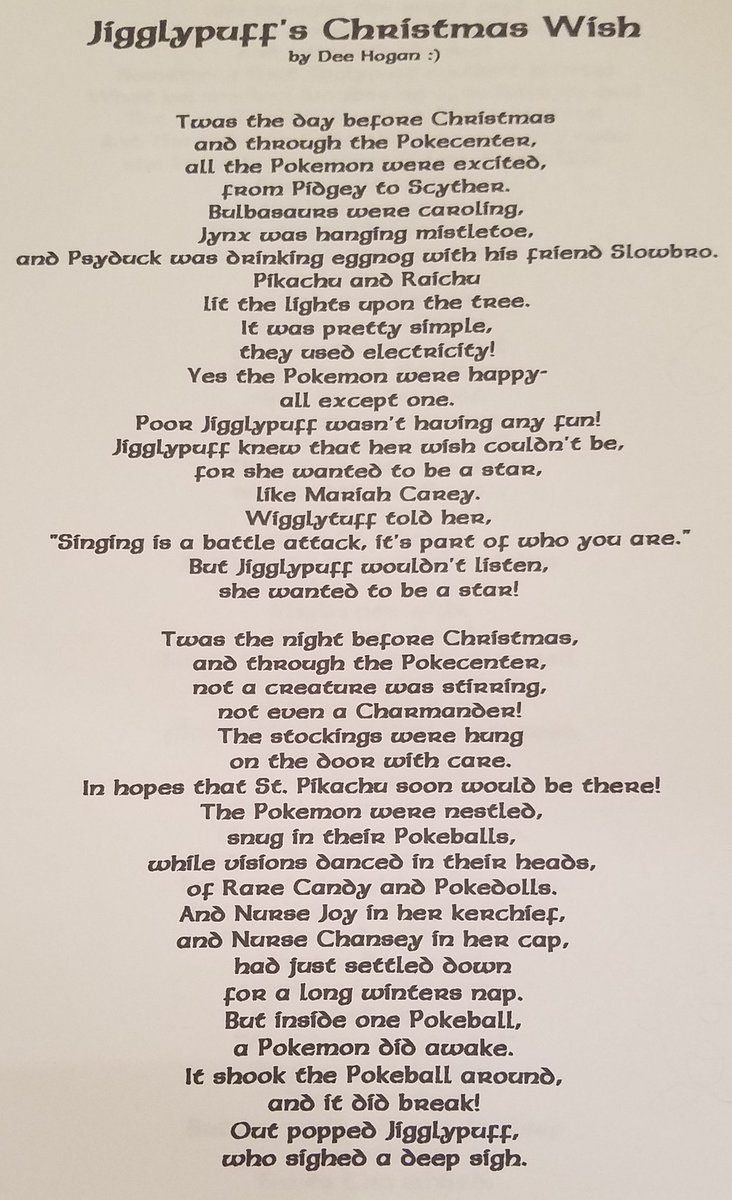 Jigglypuff's Christmas Wish
by Dee Hogan :)
Twas the day before Christmas
and through the Pokecenter,
all the Pokemon were excited,
from Pidgey to Scyther.
Bulbasaurs were caroling,
Jynx was hanging mistletoe,
and Psyduck was drinking eggnog with his friend Slowbro.
Pikachu and Raichu
lit the lights upon the tree.
It was pretty simple,
they used electricity!
Yes the Pokemon were happy-
all except one.
Poor Jigglypuff wasn't having any fun!
Jigglypuff knew that her wish couldn't be,
for she wanted to be a star,
like Mariah Carey.
Wigglytuff told her,
"Singing is a battle attack, it's part of who you are."
But Jigglypuff wouldn't listen,
she wanted to be a star!
Twas the night before Christmas,
and through the Pokecenter,
not a creature was stirring,
not even a Charmander!
The stockings were hung
on the door with care.
In hopes that St. Pikachu soon would be there!
The Pokemon were nestled,
snug in their Pokeballs,
while visions danced in their heads,
of Rare Candy and Pokedolls.
And Nurse Joy in her kerchief,
and Nurse Chansey in her cap,
had just settled down
for a long winters nap.
But inside one Pokeball,
a Pokemon did awake.
It shook the Pokeball around,
and it did break!
Out popped Jigglypuff,
who sighed a deep sigh.